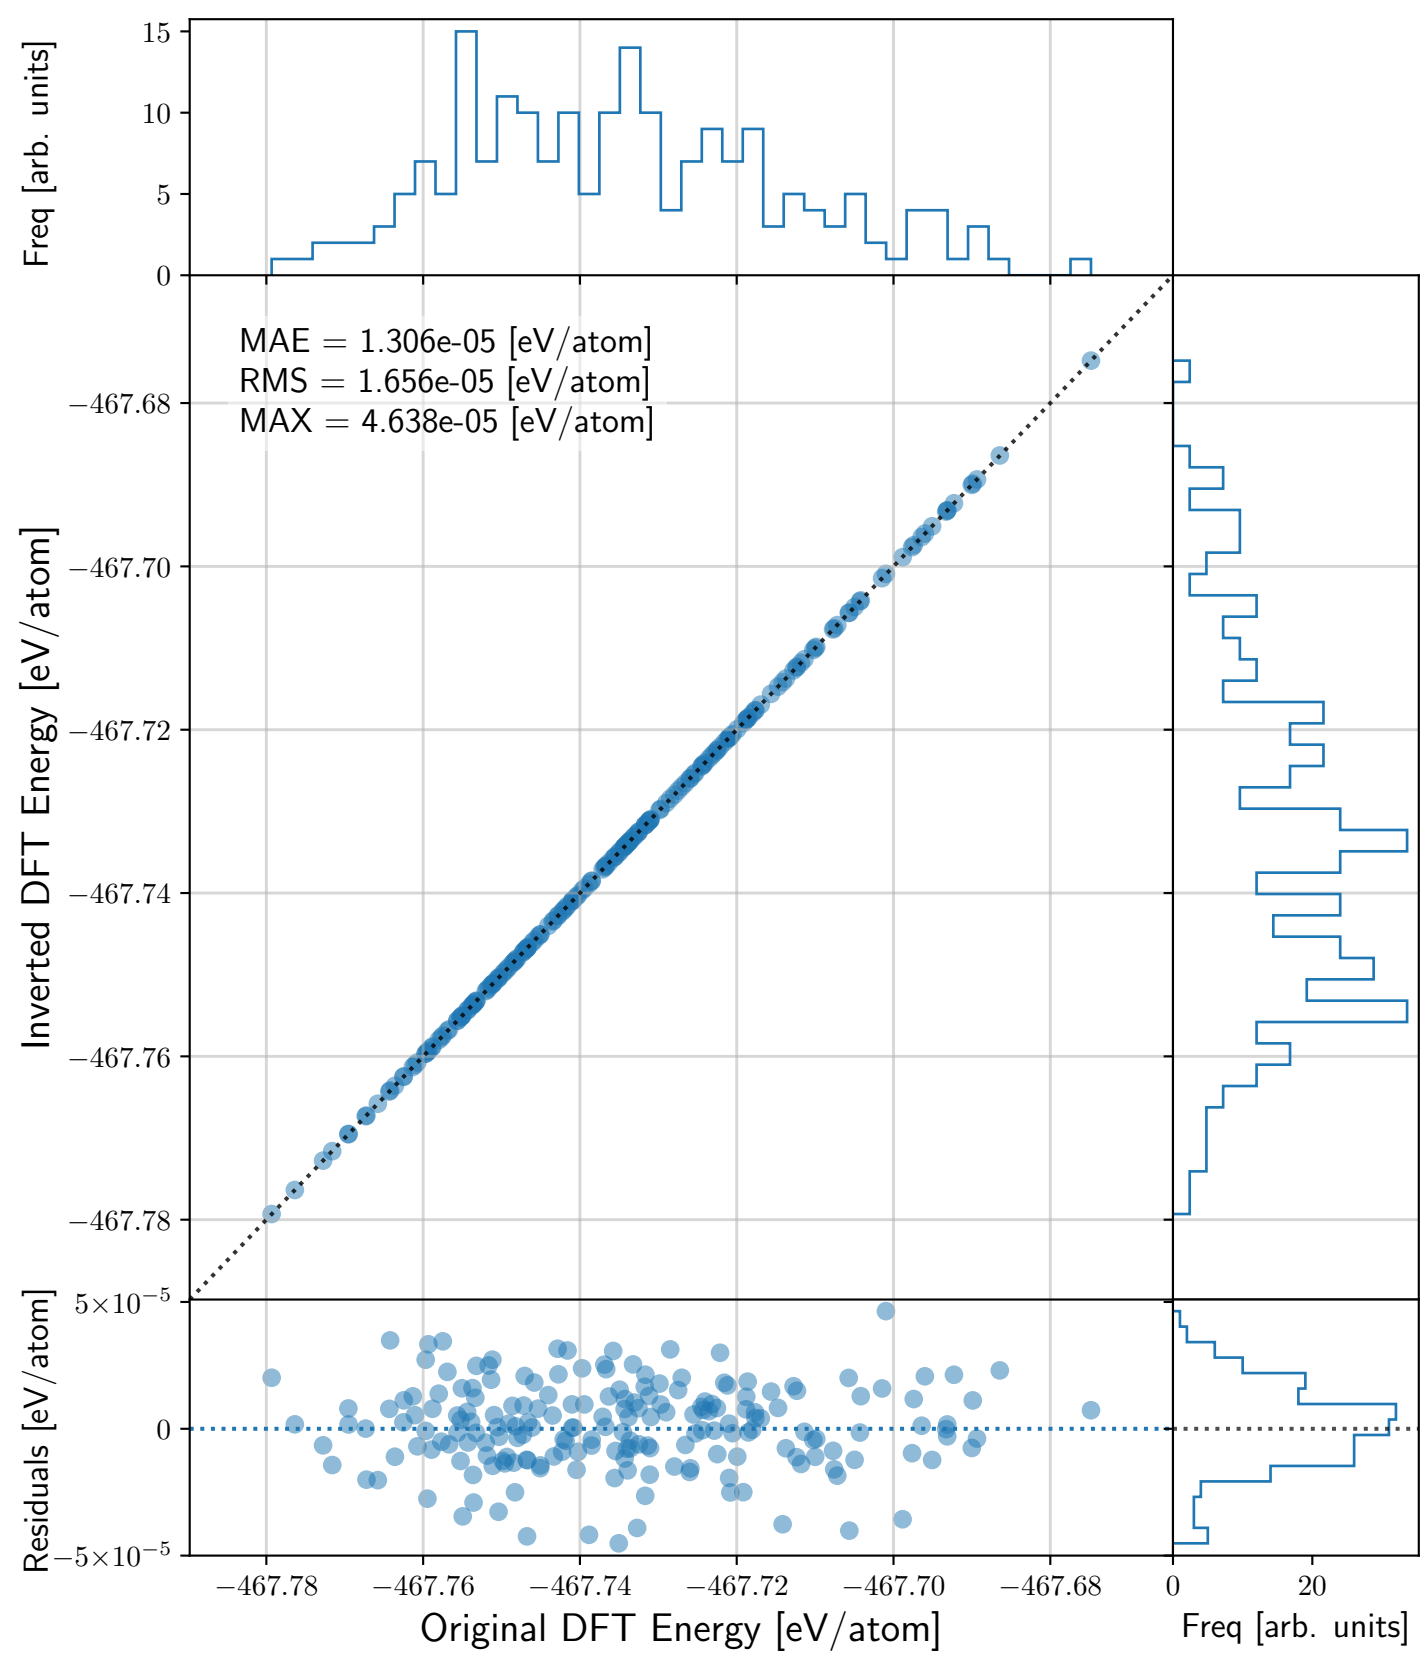 Freq [arb. units]
15
10
5
0
MAE = 1.306e-05 [eV/atom]
RMS = 1.656e-05 [eV/atom]
MAX = 4.638e-05 [eV/atom]
Inverted DFT Energy [eV/atom]
−467.68
−467.70
−467.72
−467.74
−467.76
−467.78
Residuals [eV/atom]
5×10⁻⁵
0
−5×10⁻⁵
−467.78 −467.76 −467.74 −467.72 −467.70 −467.68
Original DFT Energy [eV/atom]
0 20
Freq [arb. units]